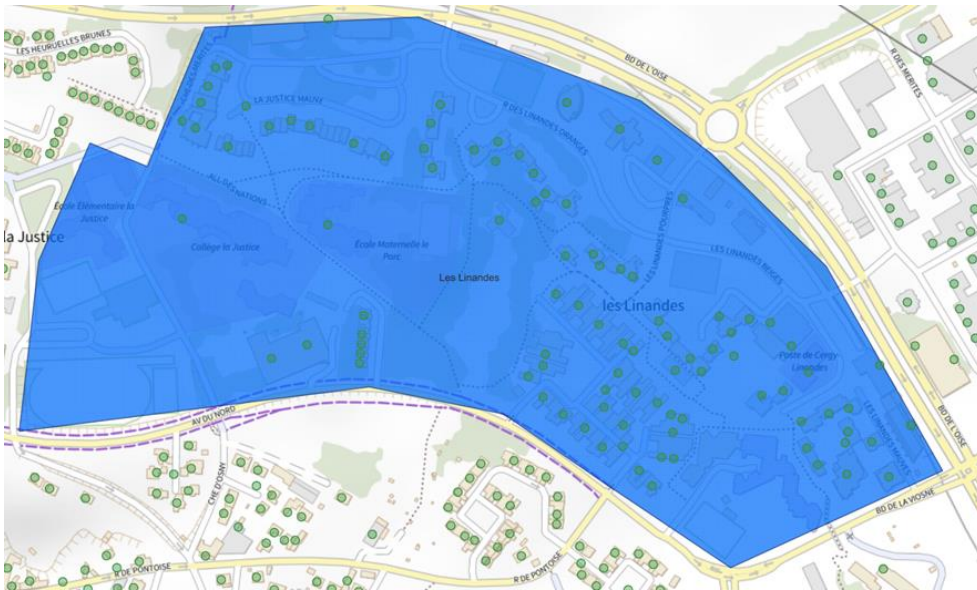 LES HEURUELLES BRUNES
BD DE L'OISE
R DES MERITES
LA JUSTICE MAUVE
R DES LINANDES ORANGES
ALL DES NATIONS
École Élémentaire la
Justice
la Justice
Collège la Justice
École Maternelle le
Parc
Les Linandes
LES LINANDES POURPRES
LES LINANDES BEIGES
les Linandes
Poste de Cergy
Linandes
LES LINANDES MAUVES
BD DE L'OISE
AV DU NORD
CHE D'OSNY
BD DE LA VIOSNE
R DE PONTOISE
R DE PONTOISE